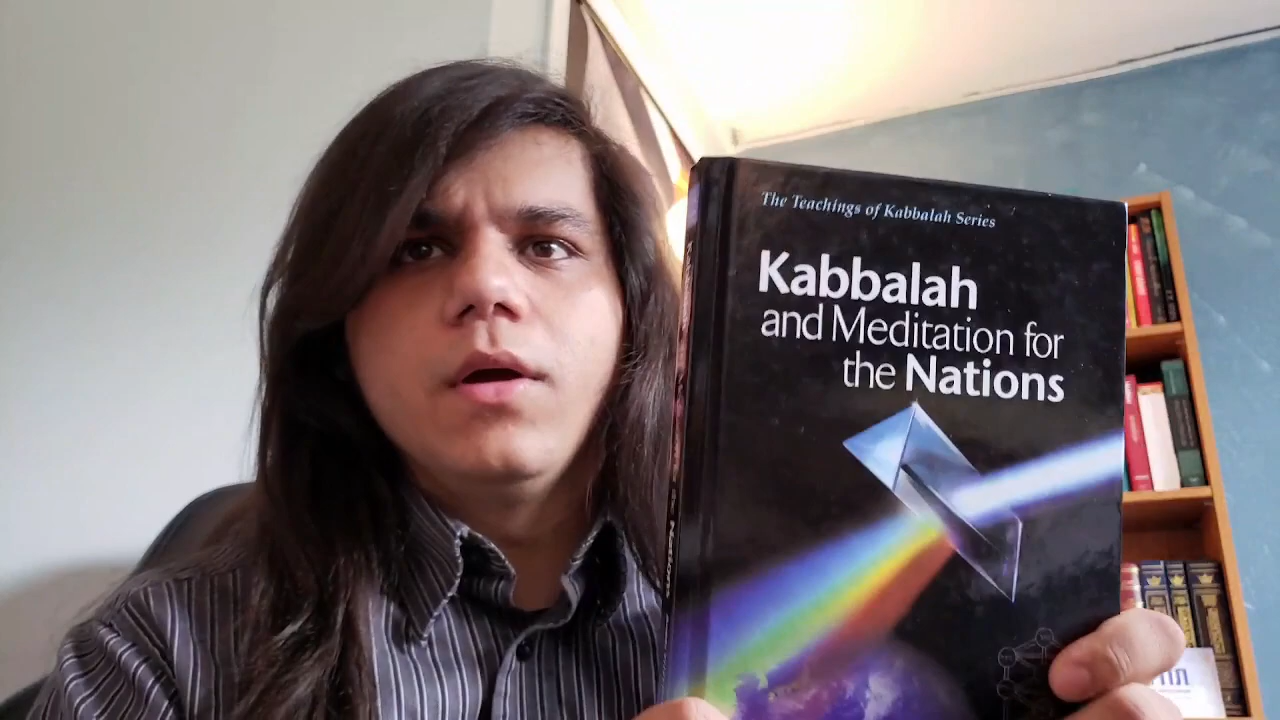 The Teachings of Kabbalah Series
Kabbalah
and Meditation for
the Nations